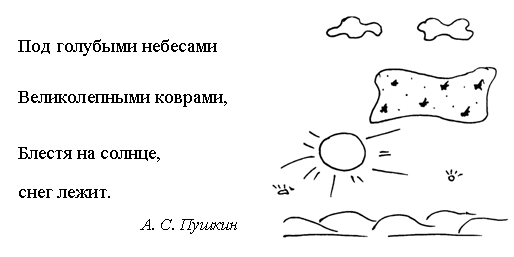 Под голубыми небесами
Великолепными коврами,
Блестя на солнце,
снег лежит.
А. С. Пушкин